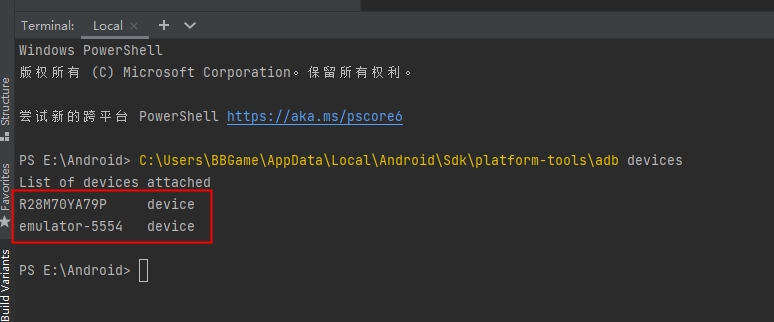 Terminal:
Local
Windows PowerShell
版权所有 (C) Microsoft Corporation。保留所有权利。
尝试新的跨平台 PowerShell https://aka.ms/pscore6
PS E:\Android> C:\Users\BBGame\AppData\Local\Android\Sdk\platform-tools\adb devices
List of devices attached
R28M70YA79P device
emulator-5554 device
PS E:\Android>
Structure
Favorites
Build Variants